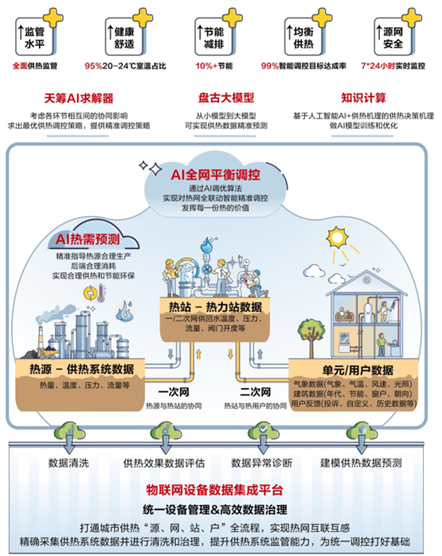 监管水平
健康舒适
节能减排
均衡供热
源网安全
全面供热监管
95%20-24℃室温占比
10%+节能
99%智能调控目标达成率
7*24小时实时监控
天筹AI求解器
考虑各环节相互间的协同影响
求出最优供热调控策略，提供精准调控策略
盘古大模型
从小模型到大模型
可实现供热数据精准预测
知识计算
基于人工智能AI+供热机理的供热决策机理
做AI模型训练和优化
AI全网平衡调控
通过AI调优算法
实现对热网全联动智能精准调控
发挥每一份热的价值
AI热需预测
精准指导热源合理生产
后端合理消耗
实现合理供热和节能环保
热站 – 热力站数据
一/二次网供回水温度、压力、
流量、阀门开度等
热源 – 供热系统数据
热量、温度、压力、流量等
单元/用户数据
气象数据(气象、气温、风速、光照)
建筑数据(年代、节能、窗户、朝向)
用户反馈(投诉、自定义、历史数据等)
一次网
热源与热站的协同
二次网
热站与热用户的协同
数据清洗
供热效果数据评估
数据异常诊断
建模供数据预测
物联网设备数据集成平台
统一设备管理&高效数据治理
打通城市供热“源、网、站、户”全流程，实现热网互联互感
精确采集供热系统数据并进行清洗和治理，提升供热系统监管能力，为统一调控打好基础